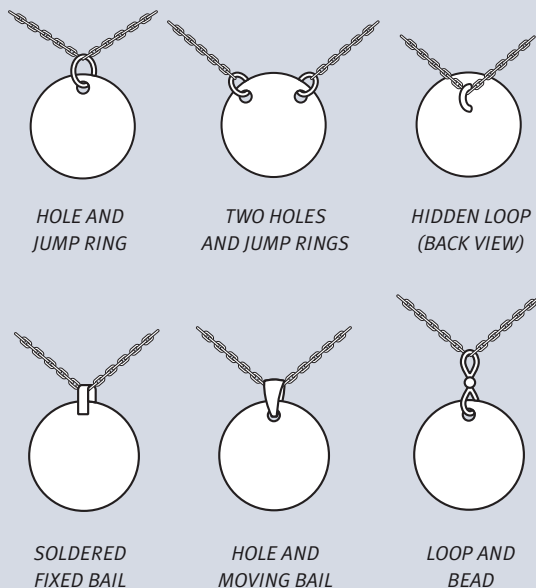 HOLE AND
JUMP RING
TWO HOLES
AND JUMP RINGS
HIDDEN LOOP
(BACK VIEW)
SOLDERED
FIXED BAIL
HOLE AND
MOVING BAIL
LOOP AND
BEAD